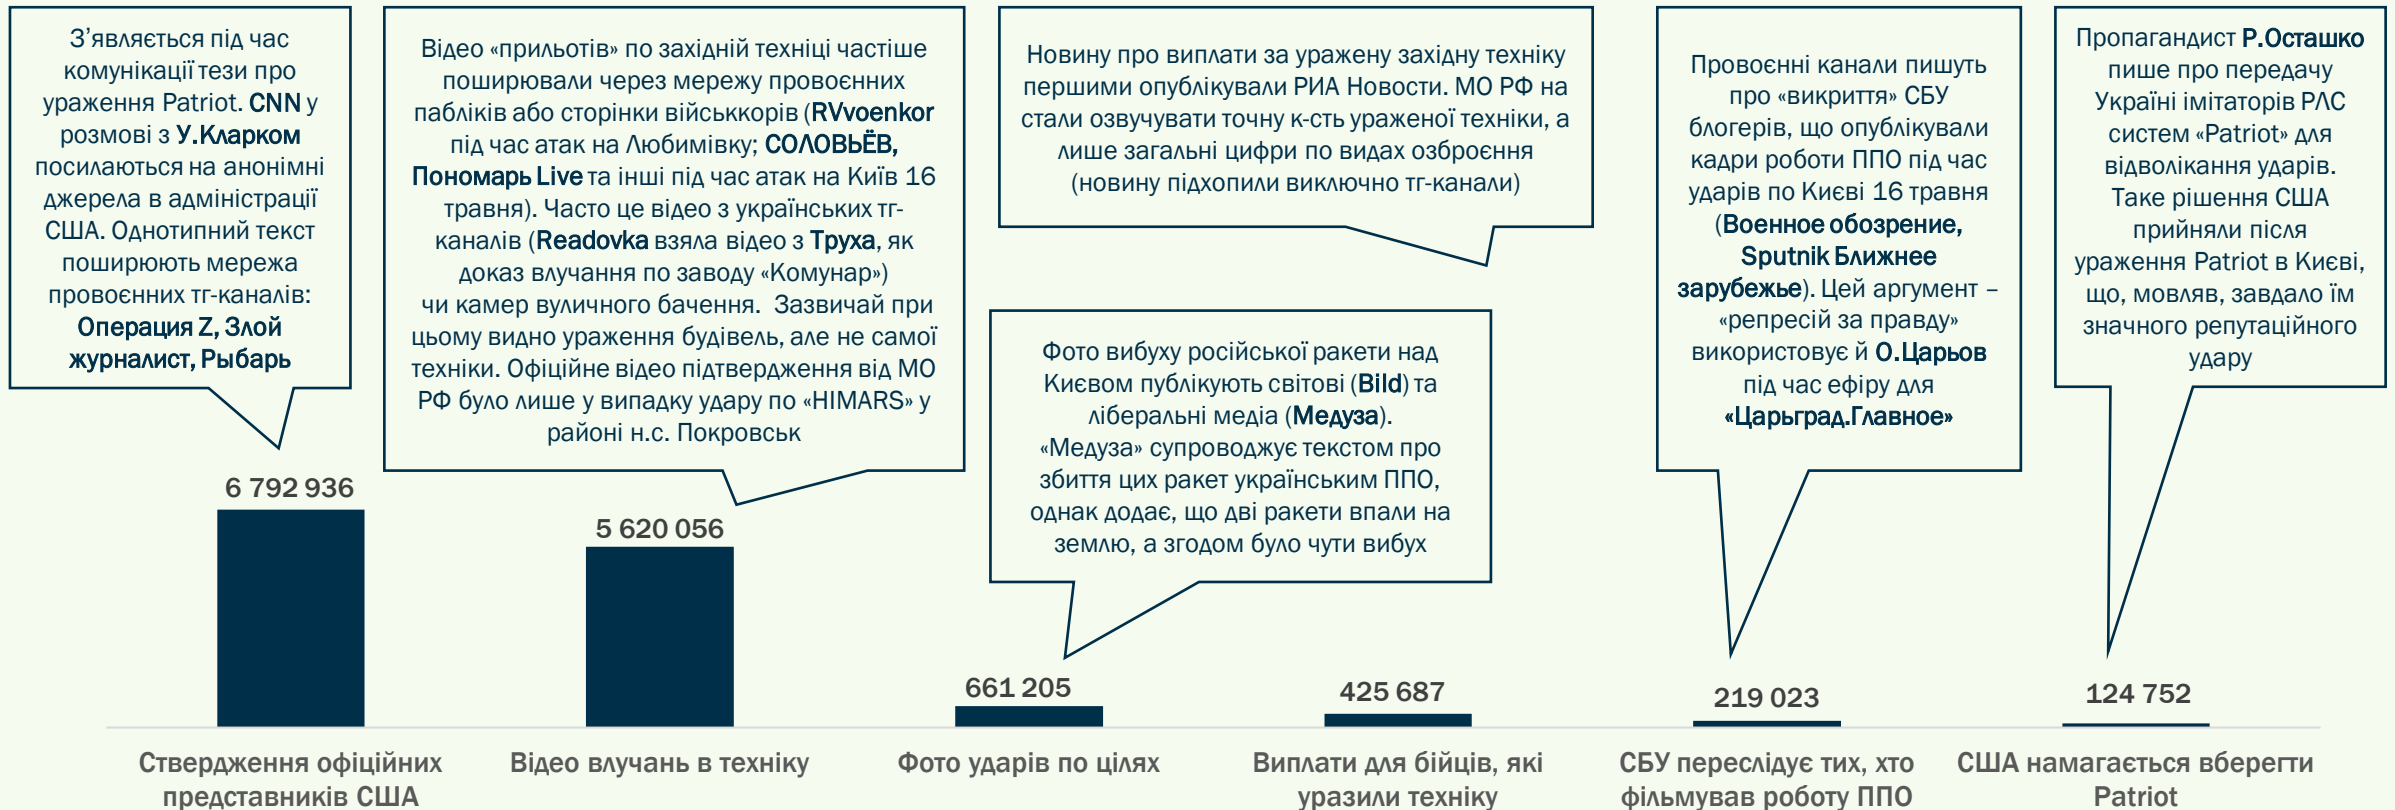 З’являється під час
комунікації тези про
ураження Patriot. CNN у
розмові з У.Кларком
посилаються на анонімні
джерела в адміністрації
США. Однотипний текст
поширюють мережа
провоєнних тг-каналів:
Операция Z, Злой
журналист, Рыбарь
Відео «прильотів» по західній техніці частіше
поширювали через мережу провоєнних
пабліків або сторінки військкорів (RVvoenkor
під час атак на Любимівку; СОЛОВЬЁВ,
Пономарь Live та інші під час атак на Київ 16
травня). Часто це відео з українських тг-
каналів (Readovka взяла відео з Труха, як
доказ влучання по заводу «Комунар»)
чи камер вуличного бачення. Зазвичай при
цьому видно ураження будівель, але не самої
техніки. Офіційне відео підтвердження від МО
РФ було лише у випадку удару по «HIMARS» у
районі н.с. Покровськ
Новину про виплати за уражену західну техніку
першими опублікували РИА Новости. МО РФ на
стали озвучувати точну к-сть ураженої техніки, а
лише загальні цифри по видах озброєння
(новину підхопили виключно тг-канали)
Фото вибуху російської ракети над
Києвом публікують світові (Bild) та
ліберальні медіа (Медуза).
«Медуза» супроводжує текстом про
збиття цих ракет українським ППО,
однак додає, що дві ракети впали на
землю, а згодом було чути вибух
Провоєнні канали пишуть
про «викриття» СБУ
блогерів, що опублікували
кадри роботи ППО під час
ударів по Києві 16 травня
(Военное обозрение,
Sputnik Ближнее
зарубежье). Цей аргумент –
«репресій за правду»
використовує й О.Царьов
під час ефіру для
«Царьград.Главное»
Пропагандист Р.Осташко
пише про передачу
Україні імітаторів РЛС
систем «Patriot» для
відволікання ударів.
Таке рішення США
прийняли після
ураження Patriot в Києві,
що, мовляв, завдало їм
значного репутаційного
удару
6 792 936
5 620 056
661 205
425 687
219 023
124 752
Ствердження офіційних
представників США
Відео влучань в техніку
Фото ударів по цілях
Виплати для бійців, які
уразили техніку
СБУ переслідує тих, хто
фільмував роботу ППО
США намагається вберегти
Patriot